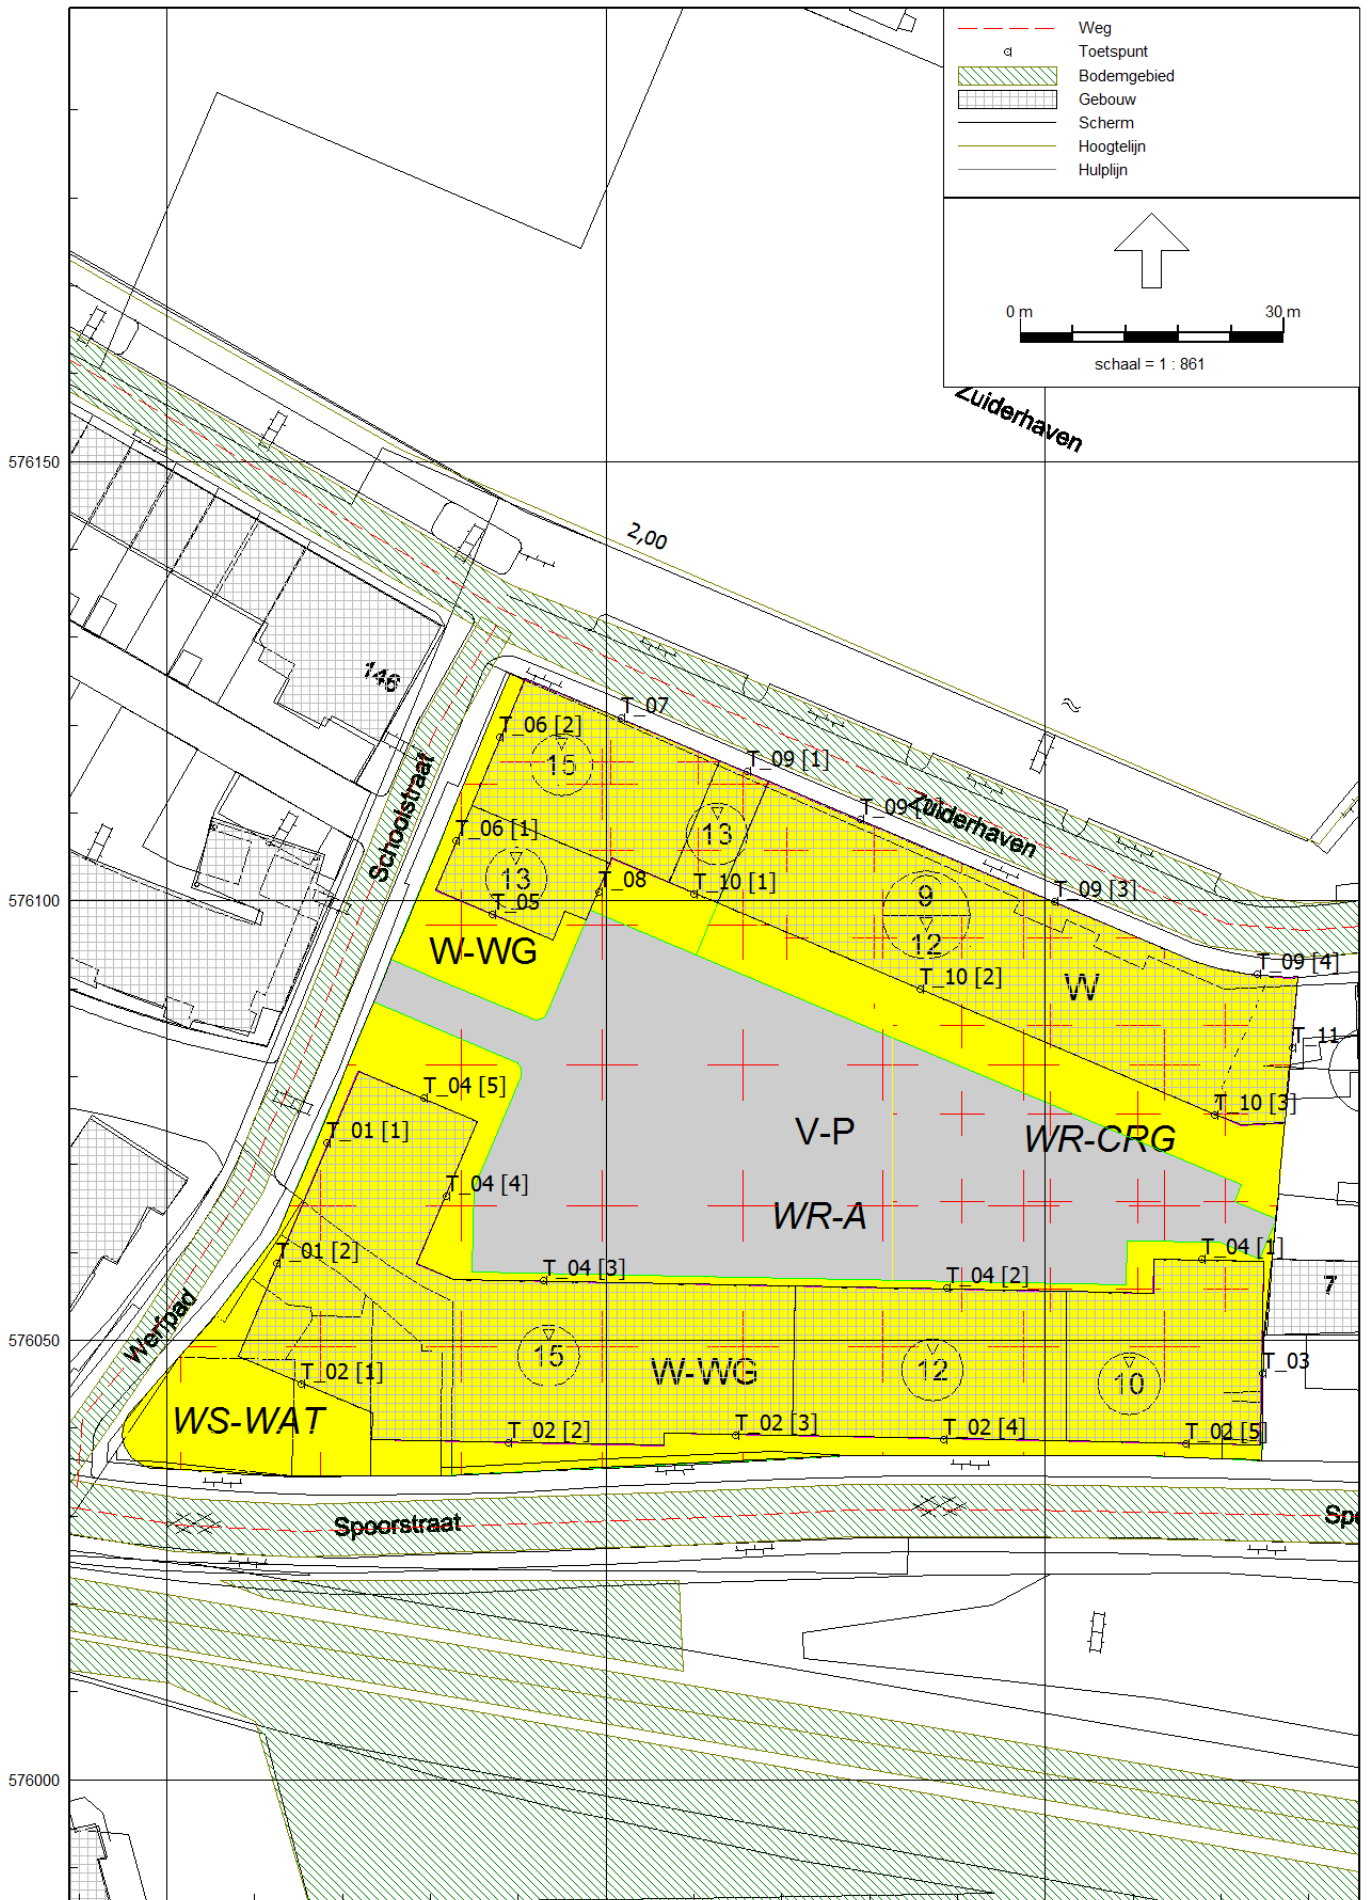 Weg
Toetspunt
Bodemgebied
Gebouw
Scherm
Hoogtelijn
Hulplijn
0 m
30 m
schaal = 1 : 861
Zuiderhaven
576150
2,00
146
T_07
T_06 [2]
15
T_09 [1]
Schoolstraat
T_09
Zuiderhaven
13
T_06 [1]
13
T_08
T_10 [1]
9
12
T_09 [3]
576100
T_05
W-WG
T_09 [4]
T_10 [2]
W
T_11
T_04 [5]
T_10 [3]
V-P
WR-CRG
T_01 [1]
T_04 [4]
WR-A
T_01 [2]
T_04 [3]
T_04 [2]
T_04 [1]
7
Werfpad
576050
15
W-WG
12
10
T_03
T_02 [1]
WS-WAT
T_02 [2]
T_02 [3]
T_02 [4]
T_02 [5]
Spoorstraat
576000